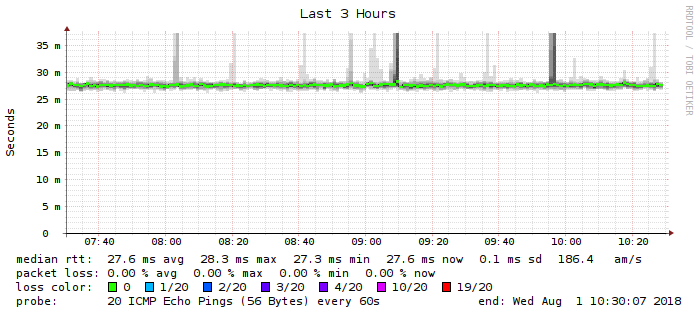 Last 3 Hours
RRDTOOL / TOBI OETIKER
Seconds
35 m
30 m
25 m
20 m
15 m
10 m
5 m
0
07:40 08:00 08:20 08:40 09:00 09:20 09:40 10:00 10:20
median rtt: 27.6 ms avg 28.3 ms max 27.3 ms min 27.6 ms now 0.1 ms sd 186.4 am/s
packet loss: 0.00 % avg 0.00 % max 0.00 % min 0.00 % now
loss color: 0 1/20 2/20 3/20 4/20 10/20 19/20
probe: 20 ICMP Echo Pings (56 Bytes) every 60s end: Wed Aug 1 10:30:07 2018